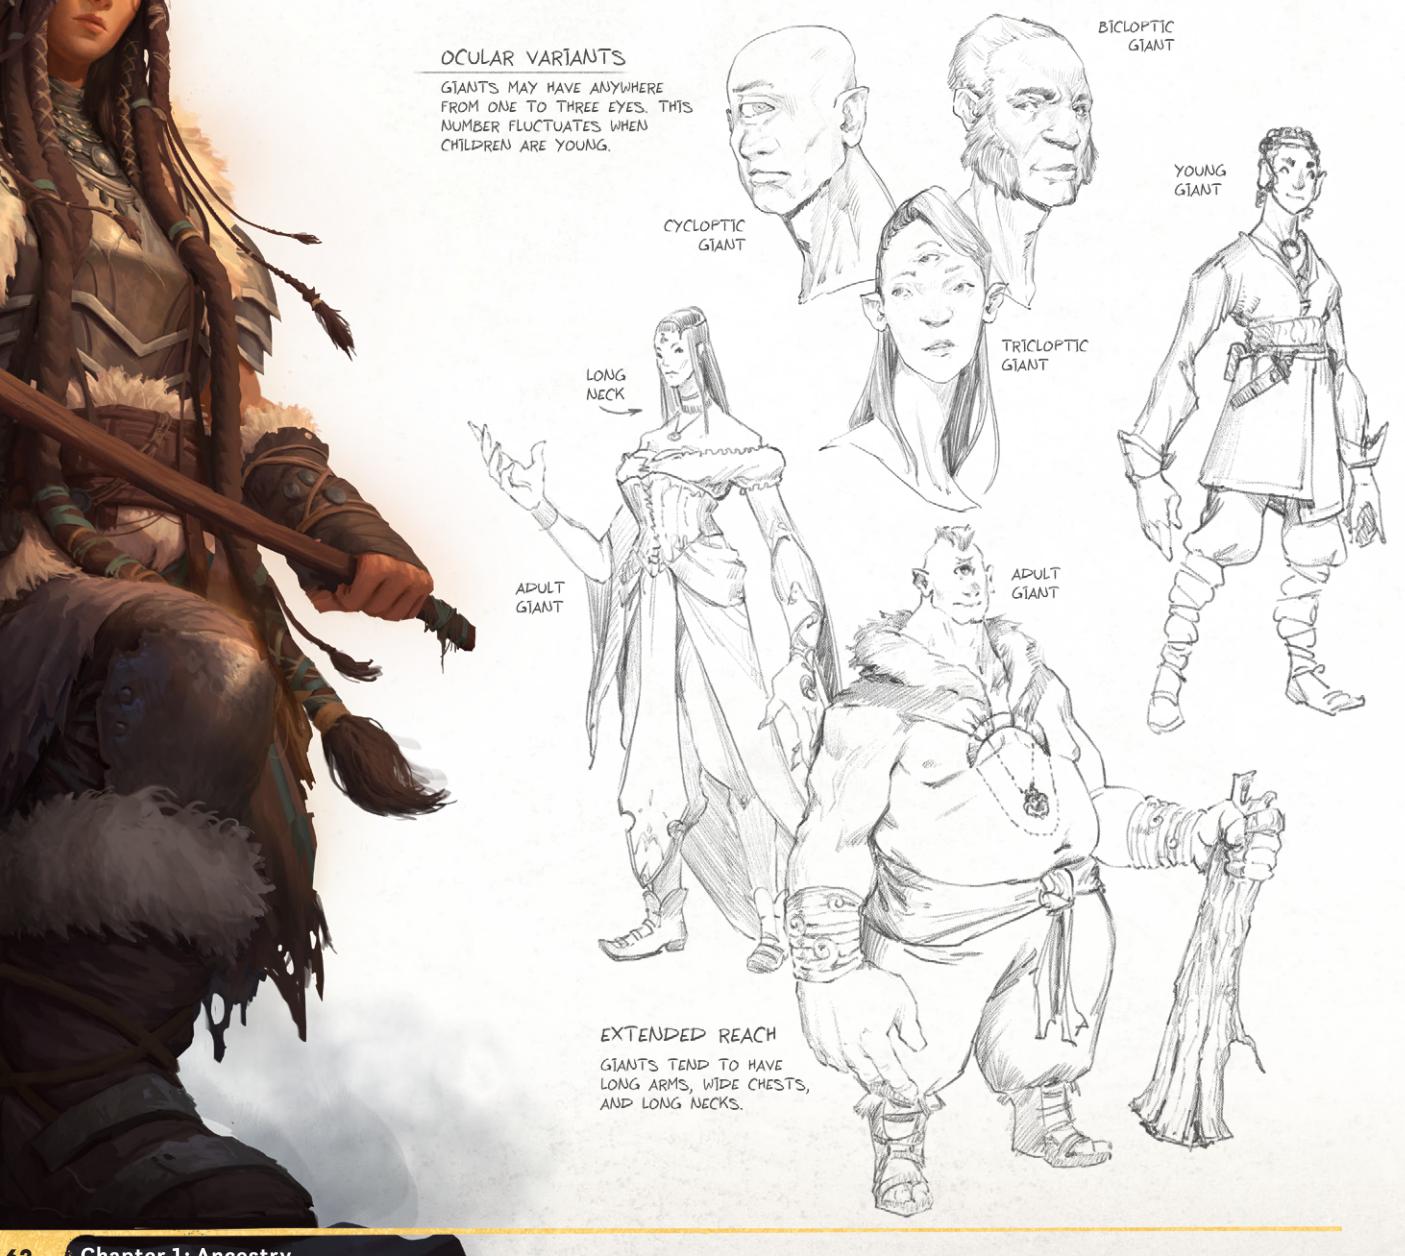 OCULAR VARIANTS
GIANTS MAY HAVE ANYWHERE
FROM ONE TO THREE EYES. THIS
NUMBER FLUCTUATES WHEN
CHILDREN ARE YOUNG.
BICLOPTIC
GIANT
YOUNG
GIANT
CYCLOPTIC
GIANT
TRICLOPTIC
GIANT
LONG
NECK
ADULT
GIANT
ADULT
GIANT
EXTENDED REACH
GIANTS TEND TO HAVE
LONG ARMS, WIDE CHESTS,
AND LONG NECKS.
Chapter 1: Ancestry